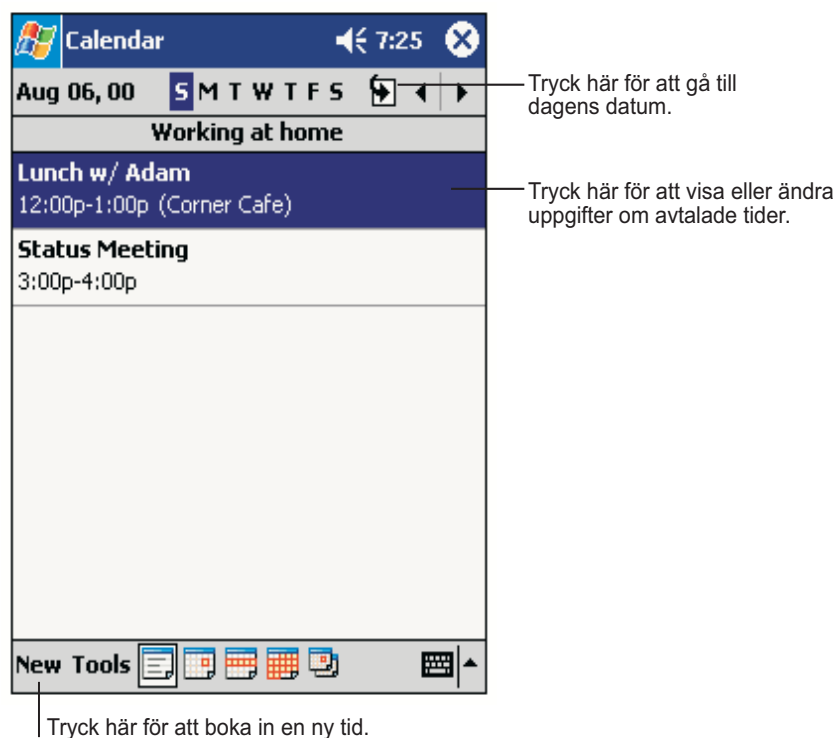 Calendar 7:25
Aug 06, 00 S M T W T F S
Tryck här för att gå till
dagens datum.
Working at home
Lunch w/ Adam
12:00p-1:00p (Corner Cafe)
Tryck här för att visa eller ändra
uppgifter om avtalade tider.
Status Meeting
3:00p-4:00p
New Tools
Tryck här för att boka in en ny tid.